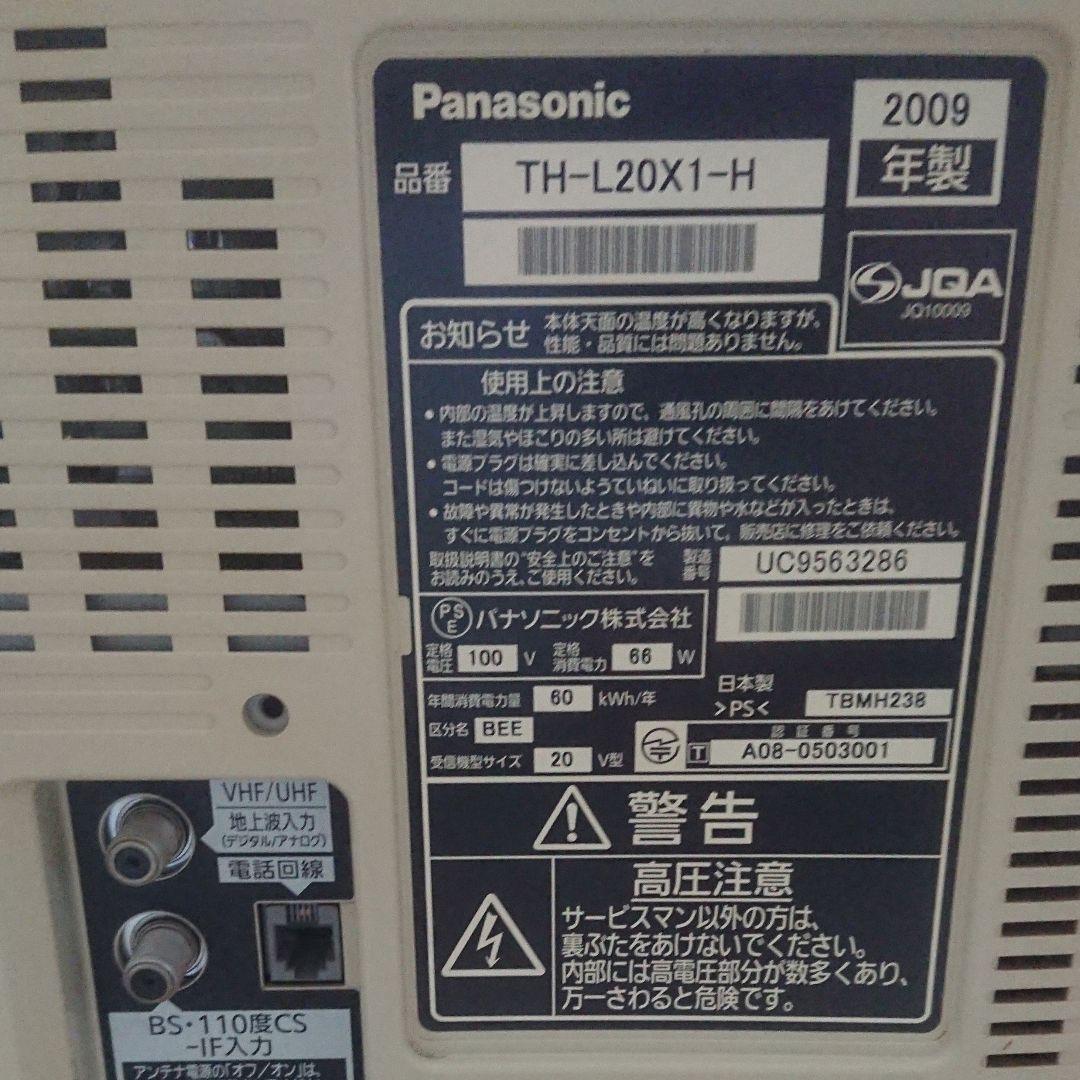 Panasonic
2009
年製
品番
TH-L20X1-H
JQA
JQ10009
お知らせ
本体天面の温度が高くなりますが、
性能・品質には問題ありません。
使用上の注意
• 内部の温度が上昇しますので、通風孔の周囲に間隔をあけてください。
また湿気やほこりの多い所は避けてください。
• 電源プラグは確実に差し込んでください。
コードは傷つけないようていねいに取り扱ってください。
• 故障や異常が発生したときや内部に異物や水などが入ったときは、
すぐに電源プラグをコンセントから抜いて、販売店に修理をご依頼ください。
取扱説明書の"安全上のご注意"を
お読みのうえ、ご使用ください。
製造番号
UC9563286
PSE
パナソニック株式会社
定格電圧 100 V 定格消費電力 66 W
日本製
>PS<
TBMH238
年間消費電力量 60 kWh/年
区分名 BEE
受信機型サイズ 20 V型
認証番号
T A08-0503001
警告
高圧注意
サービスマン以外の方は、
裏ぶたをあけないでください。
内部には高電圧部分が数多くあり、
万一さわると危険です。
VHF/UHF
地上波入力
(デジタル/アナログ)
電話回線
BS・110度CS
-IF入力
アンテナ電源の「オフ/オン」は、